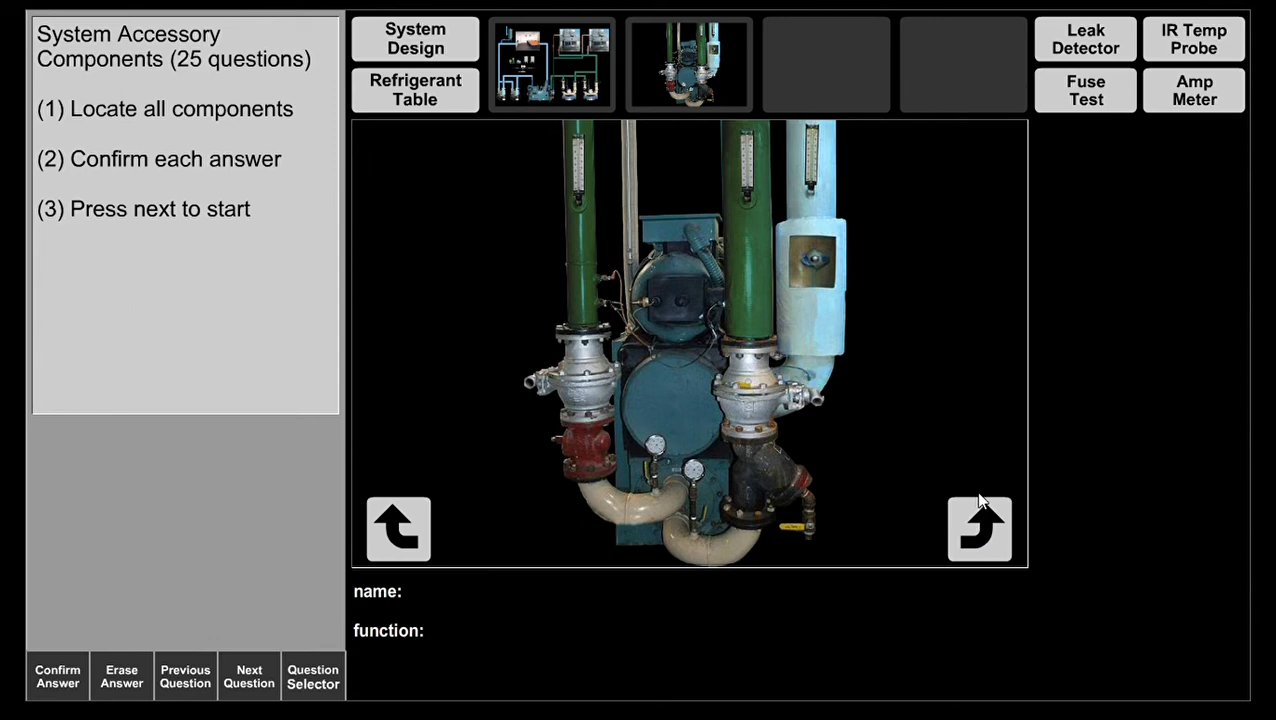 System Accessory
Components (25 questions)
(1) Locate all components
(2) Confirm each answer
(3) Press next to start
System
Design
Refrigerant
Table
Leak
Detector
IR Temp
Probe
Fuse
Test
Amp
Meter
name:
function:
Confirm
Answer
Erase
Answer
Previous
Question
Next
Question
Question
Selector